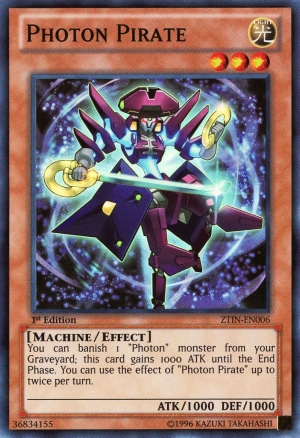 PHOTON PIRATE
LIGHT
光
1st Edition
ZTIN-EN006
[MACHINE/EFFECT]
You can banish 1 "Photon" monster from your
Graveyard; this card gains 1000 ATK until the End
Phase. You can use the effect of "Photon Pirate" up to
twice per turn.
ATK/1000 DEF/1000
36834155
©1996 KAZUKI TAKAHASHI